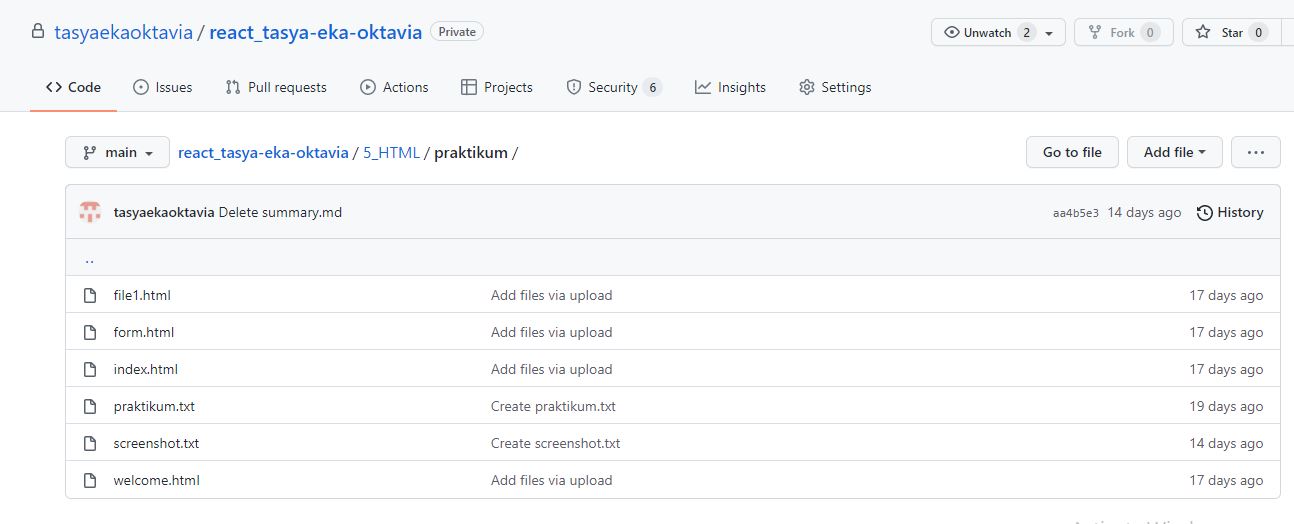 tasyaekaoktavia / react_tasya-eka-oktavia Private Unwatch 2 Fork 0 Star 0
Code Issues Pull requests Actions Projects Security 6 Insights Settings
main react_tasya-eka-oktavia / 5_HTML / praktikum / Go to file Add file ...
tasyaekaoktavia Delete summary.md aa4b5e3 14 days ago History
..
file1.html Add files via upload 17 days ago
form.html Add files via upload 17 days ago
index.html Add files via upload 17 days ago
praktikum.txt Create praktikum.txt 19 days ago
screenshot.txt Create screenshot.txt 14 days ago
welcome.html Add files via upload 17 days ago